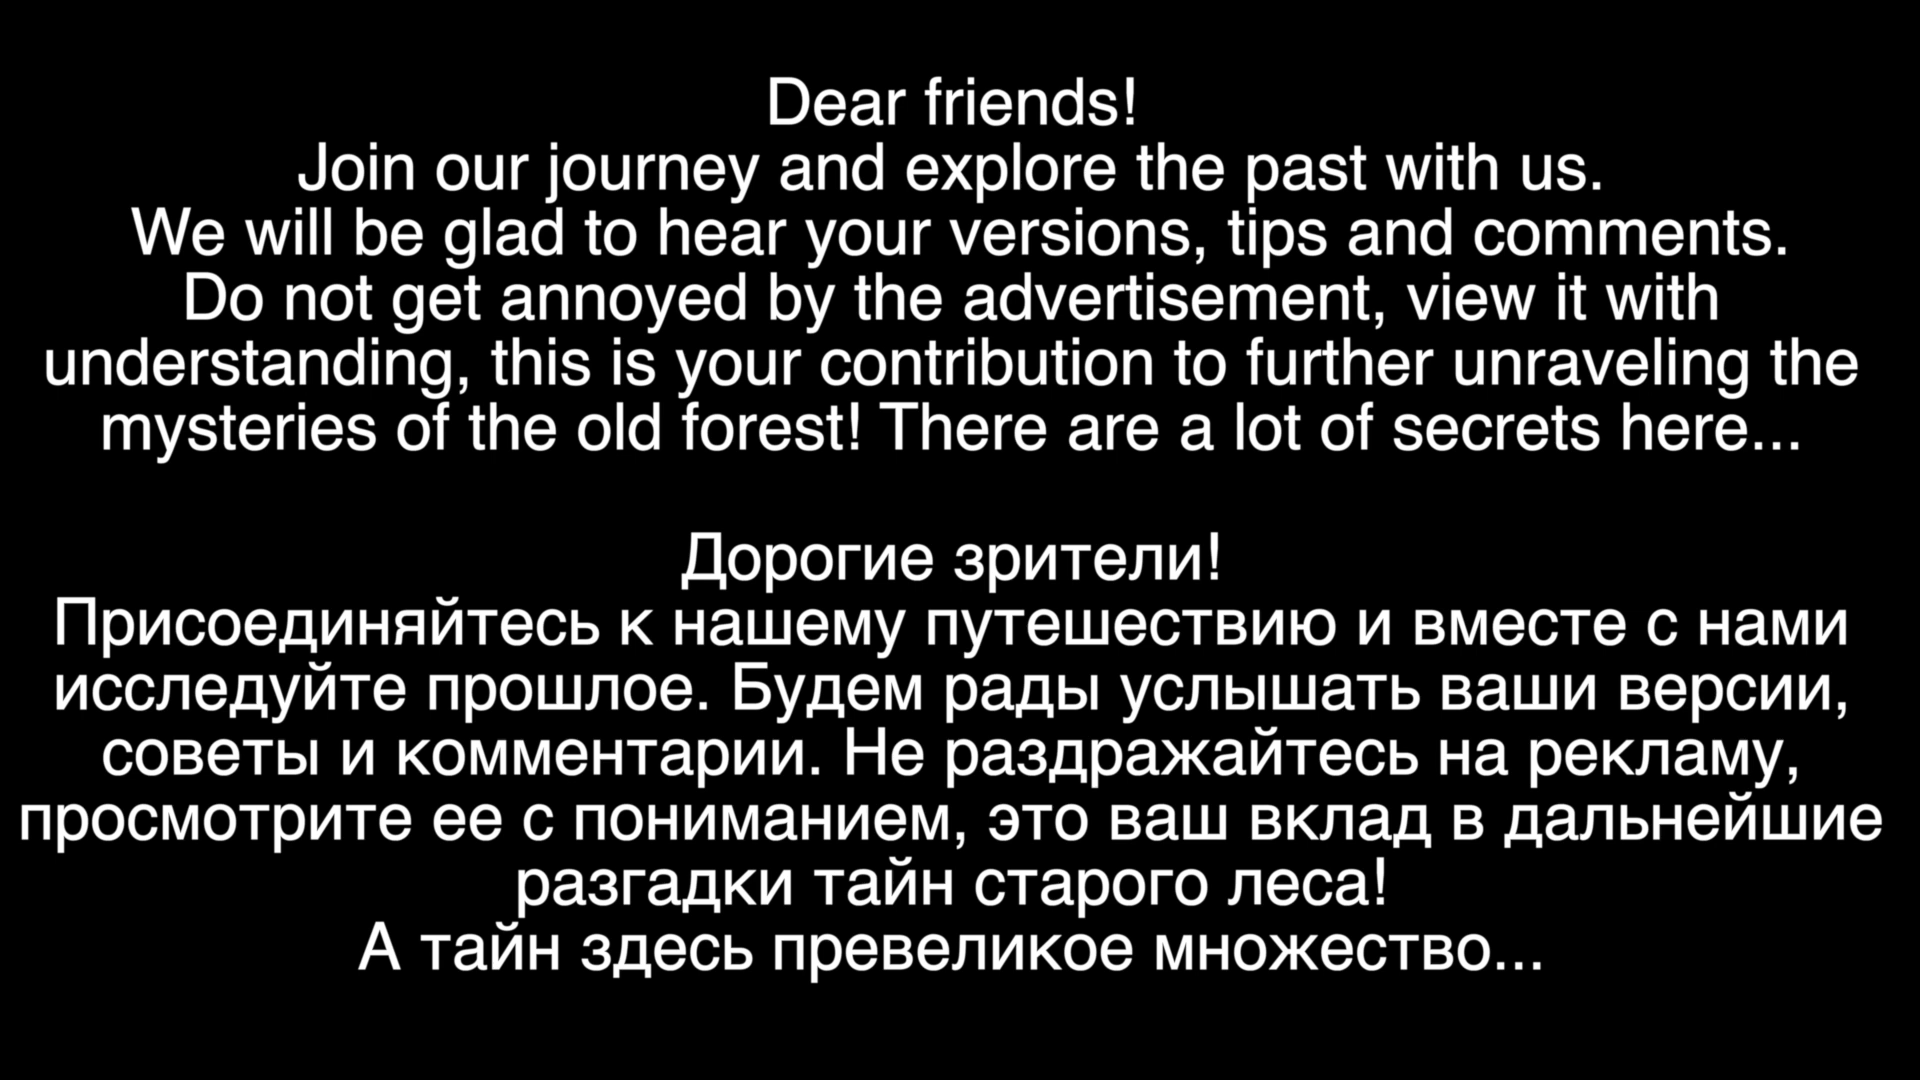 Dear friends!
Join our journey and explore the past with us.
We will be glad to hear your versions, tips and comments.
Do not get annoyed by the advertisement, view it with
understanding, this is your contribution to further unraveling the
mysteries of the old forest! There are a lot of secrets here...
Дорогие зрители!
Присоединяйтесь к нашему путешествию и вместе с нами
исследуйте прошлое. Будем рады услышать ваши версии,
советы и комментарии. Не раздражайтесь на рекламу,
просмотрите ее с пониманием, это ваш вклад в дальнейшие
разгадки тайн старого леса!
А тайн здесь превеликое множество...